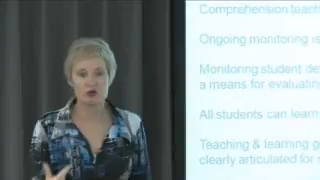 Comprehension teach
Ongoing monitoring is
Monitoring student de
a means for evaluating
All students can learn
Teaching & learning g
clearly articulated for s